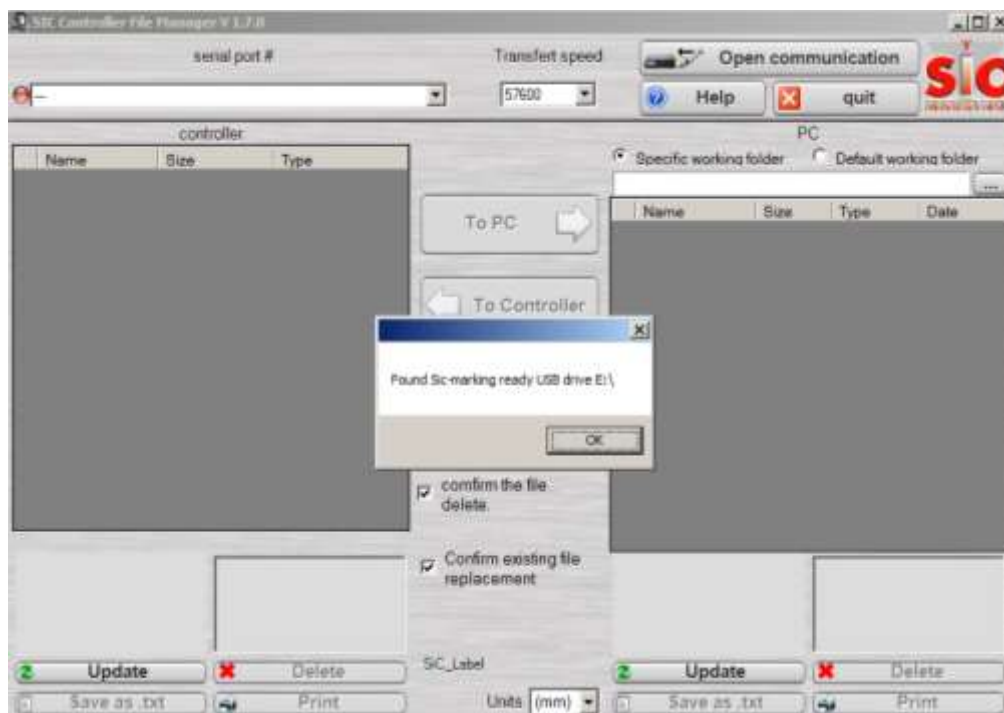 SIC Controller File Manager V 1.7.0
serial port #
Transfert speed
Open communication
---
57600
Help
quit
SIC
controller
PC
Name Size Type
Specific working folder
Default working folder
...
Name Size Type Date
To PC
To Controller
Found Sic-marking ready USB drive E:\
OK
comfirm the file
delete.
Confirm existing file
replacement
Update
Delete
SiC_Label
Update
Delete
Save as .txt
Print
Units (mm)
Save as .txt
Print